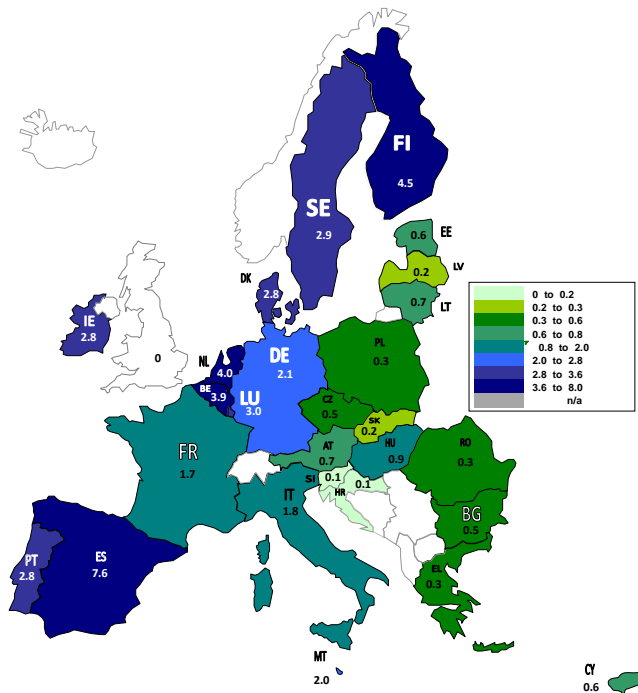 FI
4.5
SE
2.9
EE
0.6
LV
0.2
DK
2.8
0.7
LT
0 to 0.2
0.2 to 0.3
0.3 to 0.6
0.6 to 0.8
0.8 to 2.0
2.0 to 2.8
2.8 to 3.6
3.6 to 8.0
n/a
IE
2.8
0
NL
4.0
DE
2.1
PL
0.3
BE
3.9
LU
3.0
CZ
0.5
SK
0.2
FR
1.7
AT
0.7
HU
0.9
RO
0.3
SI
0.1
HR
0.1
IT
1.8
BG
0.5
PT
2.8
ES
7.6
EL
0.3
MT
2.0
CY
0.6